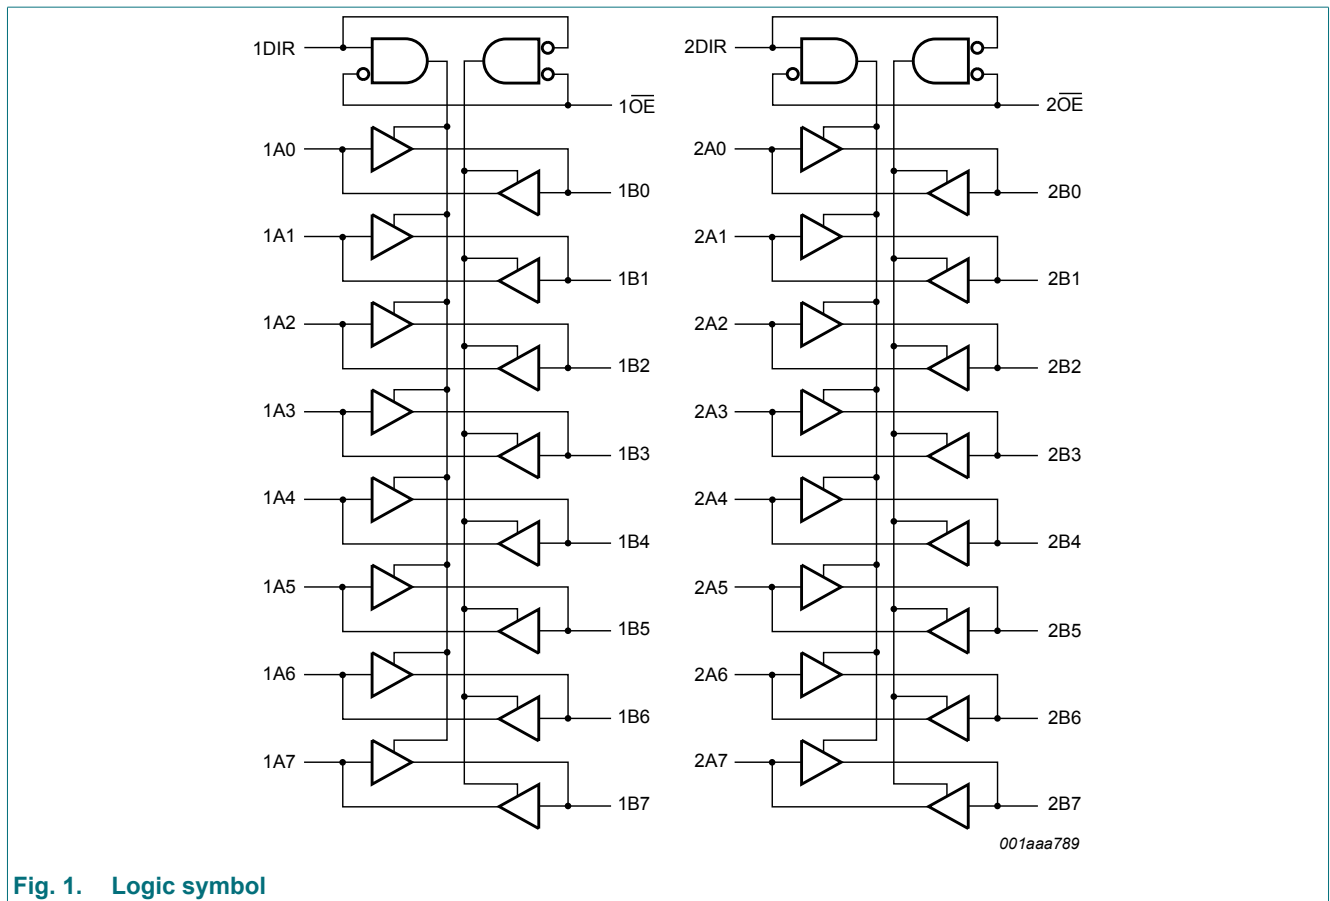 1DIR
1OE
1A0
1B0
1A1
1B1
1A2
1B2
1A3
1B3
1A4
1B4
1A5
1B5
1A6
1B6
1A7
1B7
2DIR
2OE
2A0
2B0
2A1
2B1
2A2
2B2
2A3
2B3
2A4
2B4
2A5
2B5
2A6
2B6
2A7
2B7
001aaa789
Fig. 1. Logic symbol